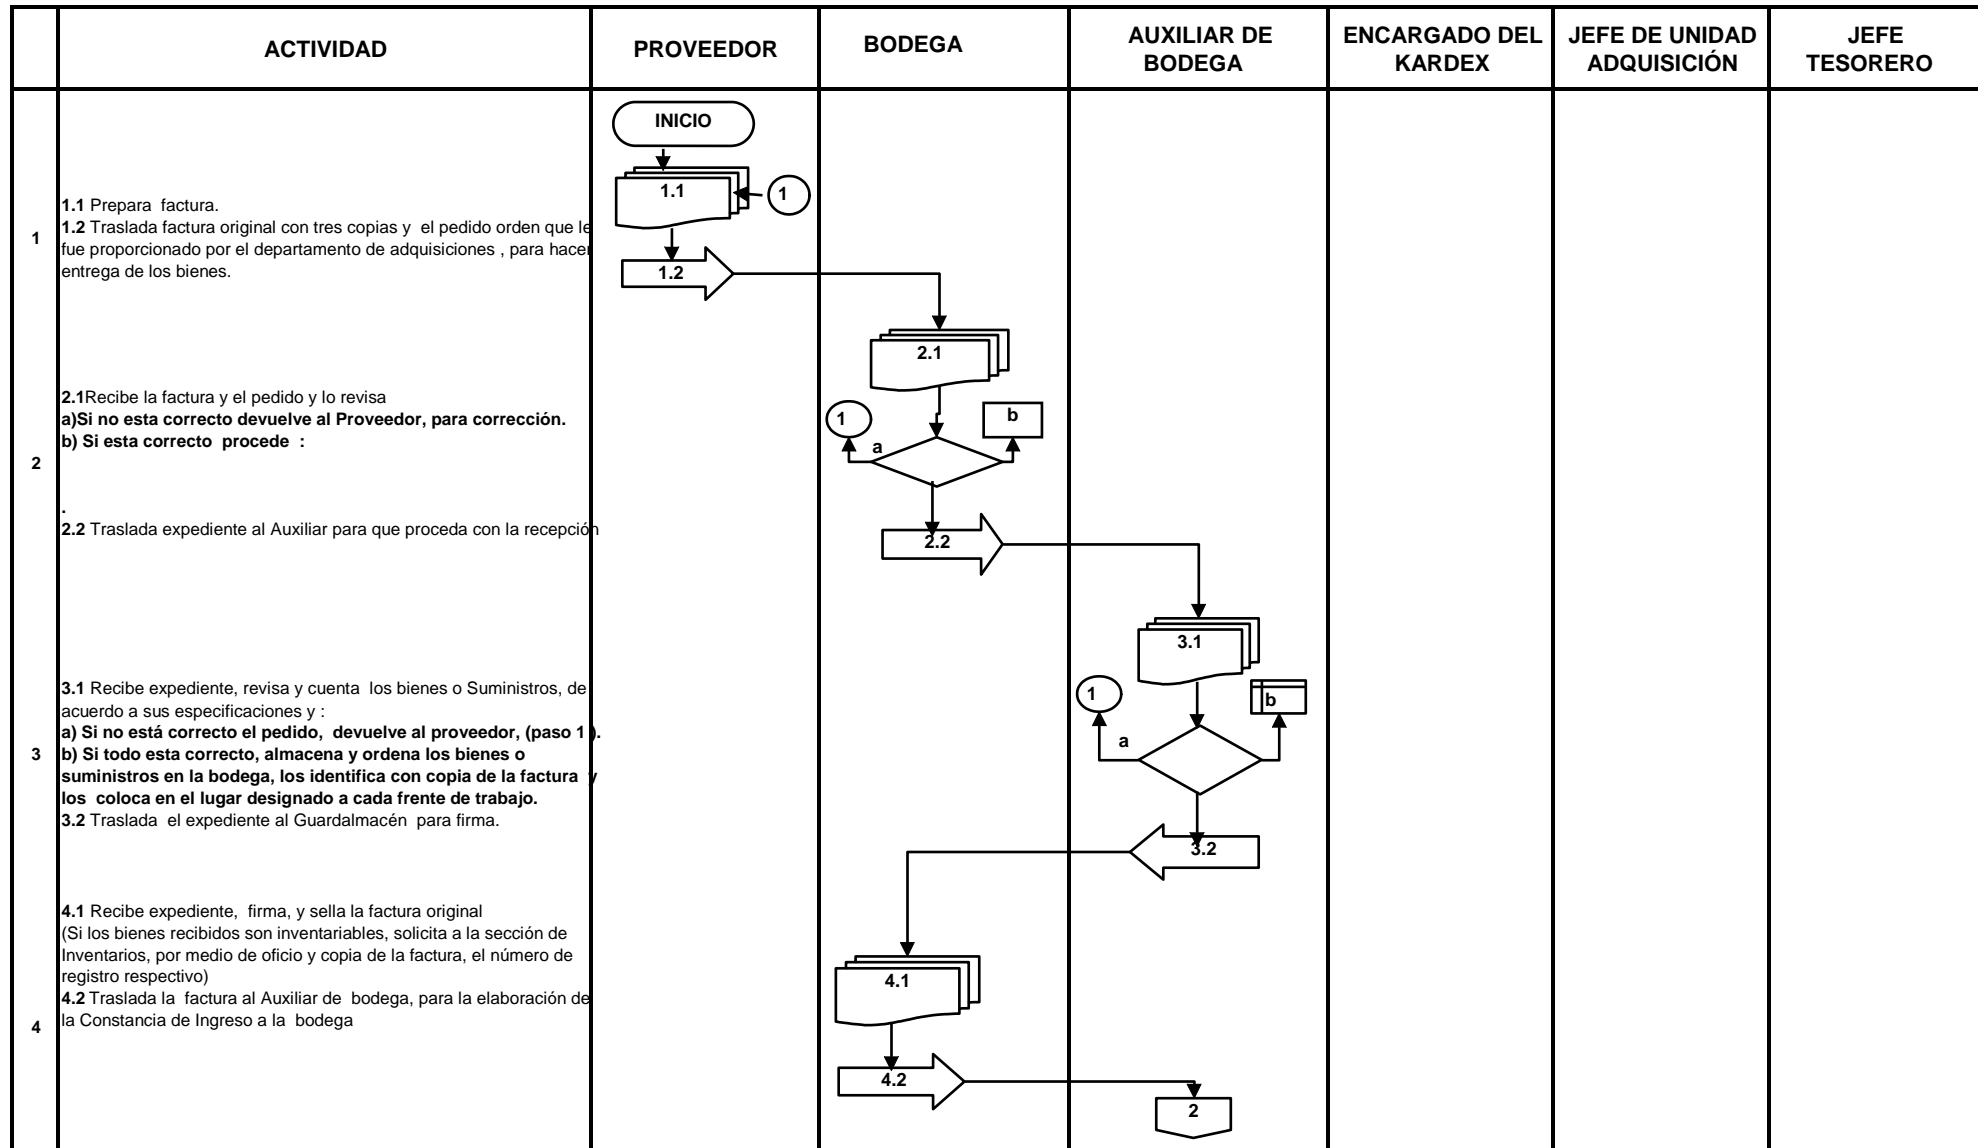 ACTIVIDAD
PROVEEDOR
BODEGA
AUXILIAR DE
BODEGA
ENCARGADO DEL
KARDEX
JEFE DE UNIDAD
ADQUISICIÓN
JEFE
TESORERO
1
1.1 Prepara factura.
1.2 Traslada factura original con tres copias y el pedido orden que le
fue proporcionado por el departamento de adquisiciones , para hacer
entrega de los bienes.
INICIO
1.1
1
1.2
2
2.1Recibe la factura y el pedido y lo revisa
a)Si no esta correcto devuelve al Proveedor, para corrección.
b) Si esta correcto procede :
.
2.2 Traslada expediente al Auxiliar para que proceda con la recepción
2.1
1
b
a
2.2
3
3.1 Recibe expediente, revisa y cuenta los bienes o Suministros, de
acuerdo a sus especificaciones y :
a) Si no está correcto el pedido, devuelve al proveedor, (paso 1 ).
b) Si todo esta correcto, almacena y ordena los bienes o
suministros en la bodega, los identifica con copia de la factura y
los coloca en el lugar designado a cada frente de trabajo.
3.2 Traslada el expediente al Guardalmacén para firma.
3.1
1
b
a
3.2
4
4.1 Recibe expediente, firma, y sella la factura original
(Si los bienes recibidos son inventariables, solicita a la sección de
Inventarios, por medio de oficio y copia de la factura, el número de
registro respectivo)
4.2 Traslada la factura al Auxiliar de bodega, para la elaboración de
la Constancia de Ingreso a la bodega
4.1
4.2
2